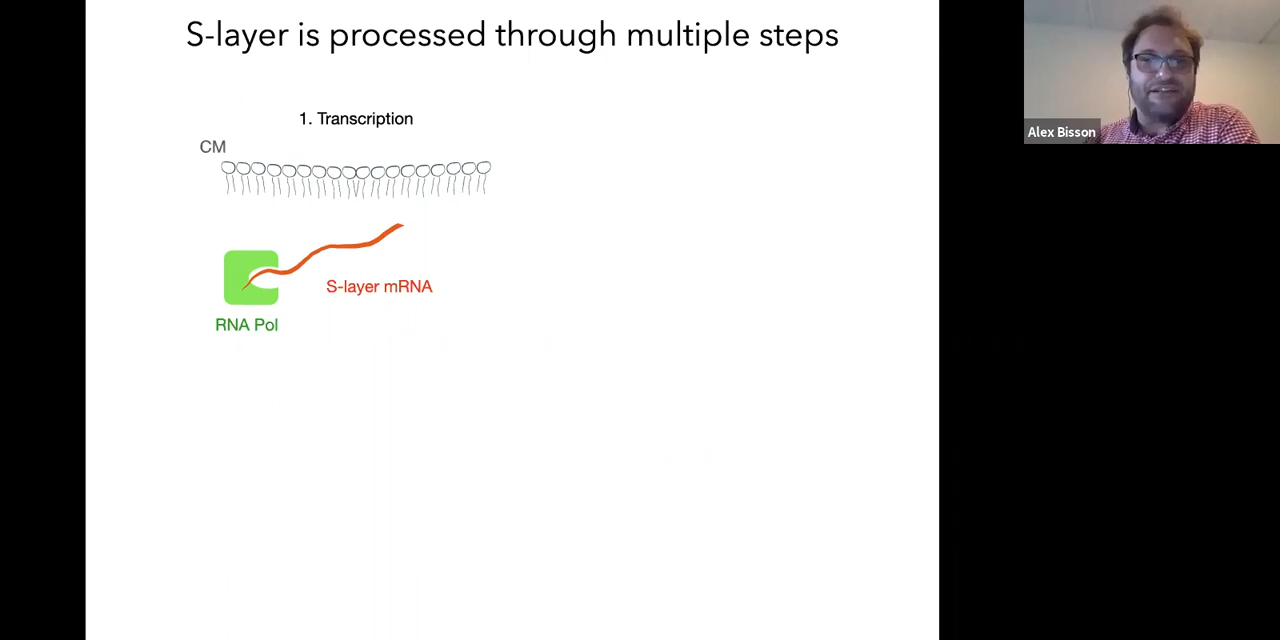 S-layer is processed through multiple steps
1. Transcription
CM
S-layer mRNA
RNA Pol
Alex Bisson